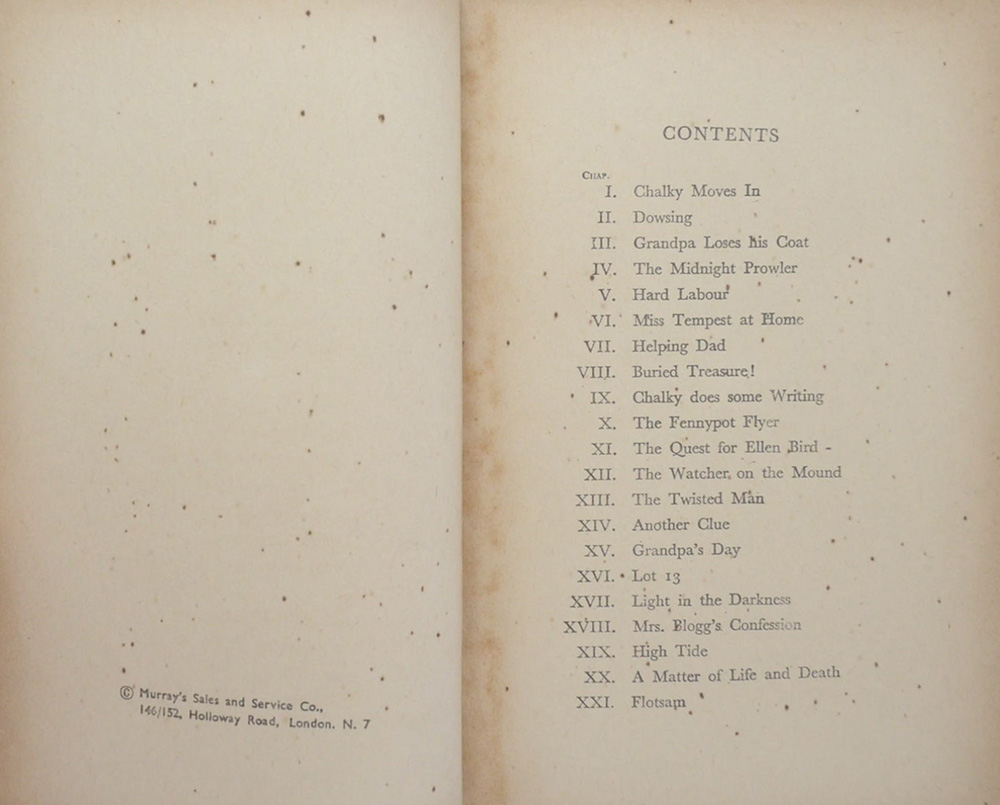 © Murray's Sales and Service Co.,
146/152, Holloway Road, London. N. 7
CONTENTS
CHAP.
I. Chalky Moves In
II. Dowsing
III. Grandpa Loses his Coat
IV. The Midnight Prowler
V. Hard Labour
VI. Miss Tempest at Home
VII. Helping Dad
VIII. Buried Treasure!
IX. Chalky does some Writing
X. The Fennypot Flyer
XI. The Quest for Ellen Bird -
XII. The Watcher on the Mound
XIII. The Twisted Man
XIV. Another Clue
XV. Grandpa's Day
XVI. Lot 13
XVII. Light in the Darkness
XVIII. Mrs. Blogg's Confession
XIX. High Tide
XX. A Matter of Life and Death
XXI. Flotsam